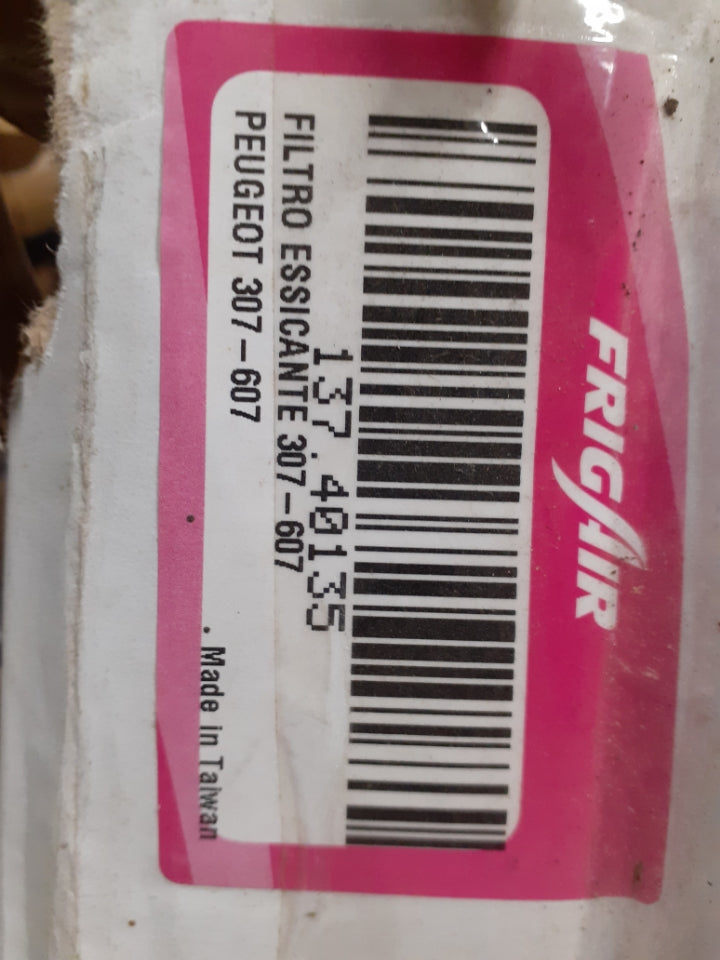 FRIGAIR
137.40135
FILTRO ESSICANTE 307-607
PEUGEOT 307-607
. Made in Taiwan